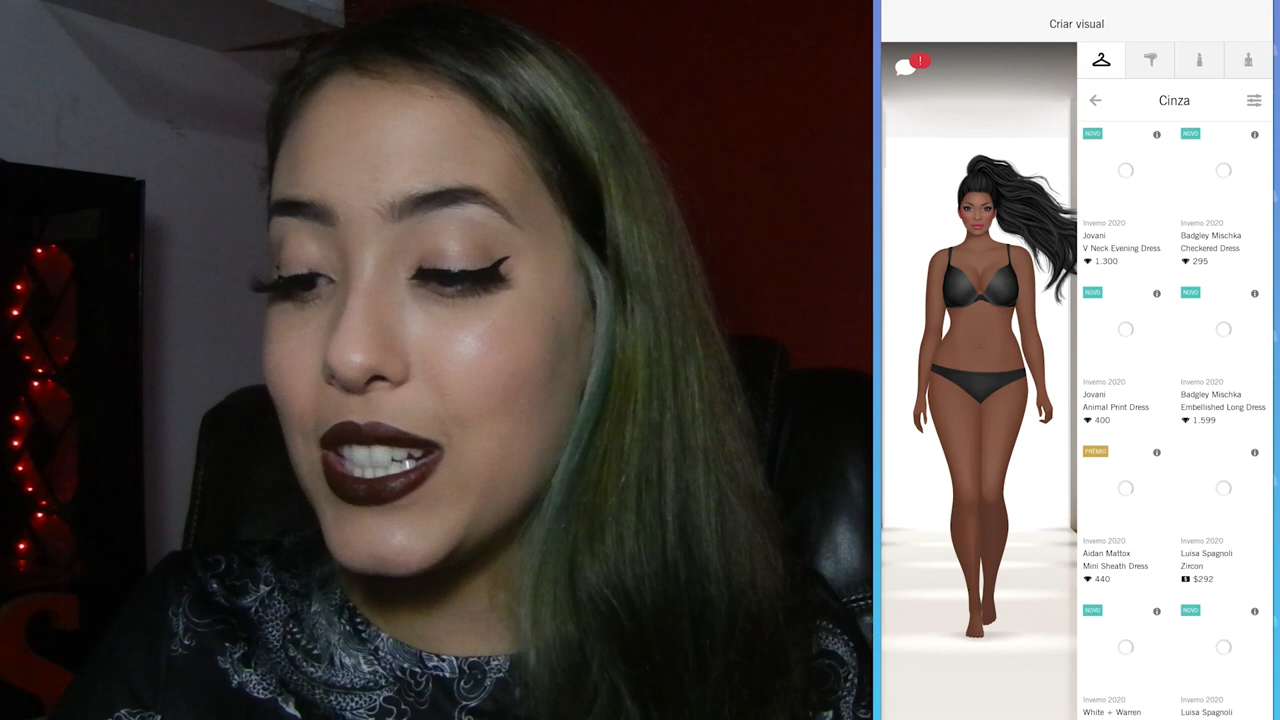 Criar visual
!
Cinza
NOVO
NOVO
Inverno 2020
Jovani
V Neck Evening Dress
1.300
Inverno 2020
Badgley Mischka
Checkered Dress
295
NOVO
NOVO
Inverno 2020
Jovani
Animal Print Dress
400
Inverno 2020
Badgley Mischka
Embellished Long Dress
1.599
PRÊMIO
Inverno 2020
Aidan Mattox
Mini Sheath Dress
440
Inverno 2020
Luisa Spagnoli
Zircon
$292
NOVO
NOVO
Inverno 2020
White + Warren
Inverno 2020
Luisa Spagnoli